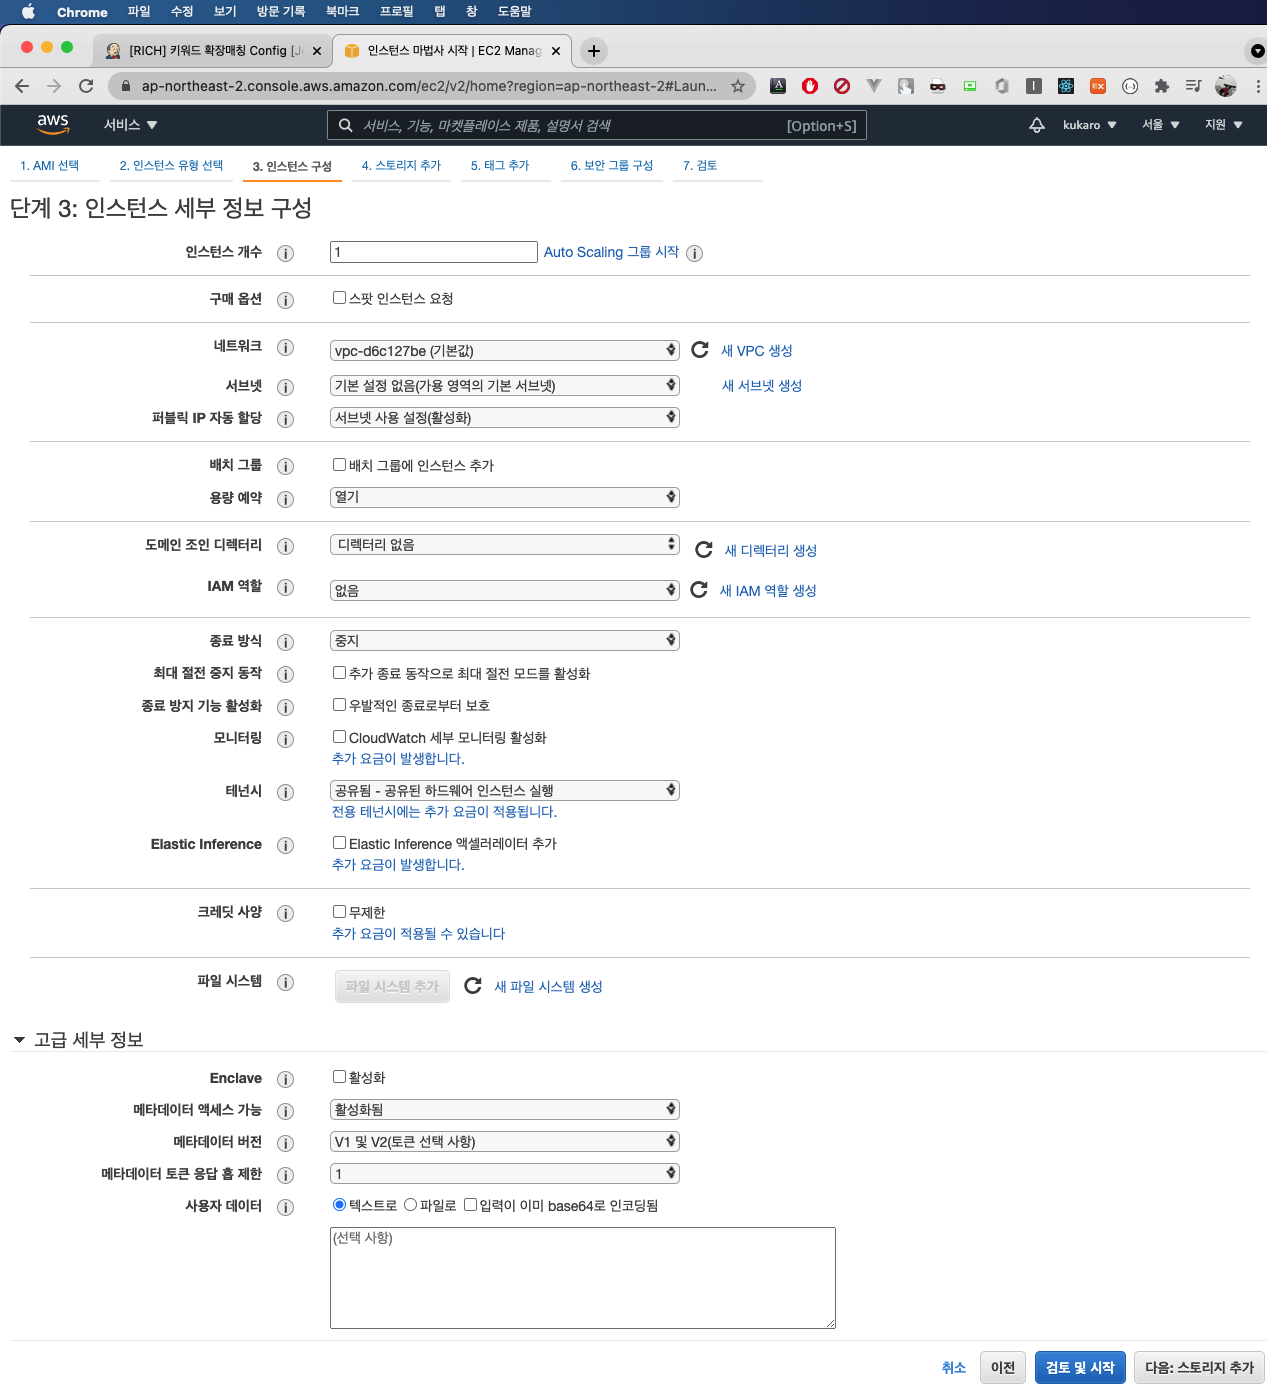 Chrome 파일 수정 보기 방문 기록 북마크 프로필 탭 창 도움말
[RICH] 키워드 확장매칭 Config [J
인스턴스 마법사 시작 | EC2 Manag
ap-northeast-2.console.aws.amazon.com/ec2/v2/home?region=ap-northeast-2#Laun...
aws 서비스 서비스, 기능, 마켓플레이스 제품, 설명서 검색 [Option+S] kukaro 서울 지원
1. AMI 선택 2. 인스턴스 유형 선택 3. 인스턴스 구성 4. 스토리지 추가 5. 태그 추가 6. 보안 그룹 구성 7. 검토
단계 3: 인스턴스 세부 정보 구성
인스턴스 개수 1 Auto Scaling 그룹 시작
구매 옵션 스팟 인스턴스 요청
네트워크 vpc-d6c127be (기본값) 새 VPC 생성
서브넷 기본 설정 없음(가용 영역의 기본 서브넷) 새 서브넷 생성
퍼블릭 IP 자동 할당 서브넷 사용 설정(활성화)
배치 그룹 배치 그룹에 인스턴스 추가
용량 예약 열기
도메인 조인 디렉터리 디렉터리 없음 새 디렉터리 생성
IAM 역할 없음 새 IAM 역할 생성
종료 방식 중지
최대 절전 중지 동작 추가 종료 동작으로 최대 절전 모드를 활성화
종료 방지 기능 활성화 우발적인 종료로부터 보호
모니터링 CloudWatch 세부 모니터링 활성화
추가 요금이 발생합니다.
테넌시 공유됨 - 공유된 하드웨어 인스턴스 실행
전용 테넌시에는 추가 요금이 적용됩니다.
Elastic Inference Elastic Inference 액셀러레이터 추가
추가 요금이 발생합니다.
크레딧 사양 무제한
추가 요금이 적용될 수 있습니다
파일 시스템 파일 시스템 추가 새 파일 시스템 생성
고급 세부 정보
Enclave 활성화
메타데이터 액세스 가능 활성화됨
메타데이터 버전 V1 및 V2(토큰 선택 사항)
메타데이터 토큰 응답 홉 제한 1
사용자 데이터 텍스트로 파일로 입력이 이미 base64로 인코딩됨
(선택 사항)
취소 이전 검토 및 시작 다음: 스토리지 추가